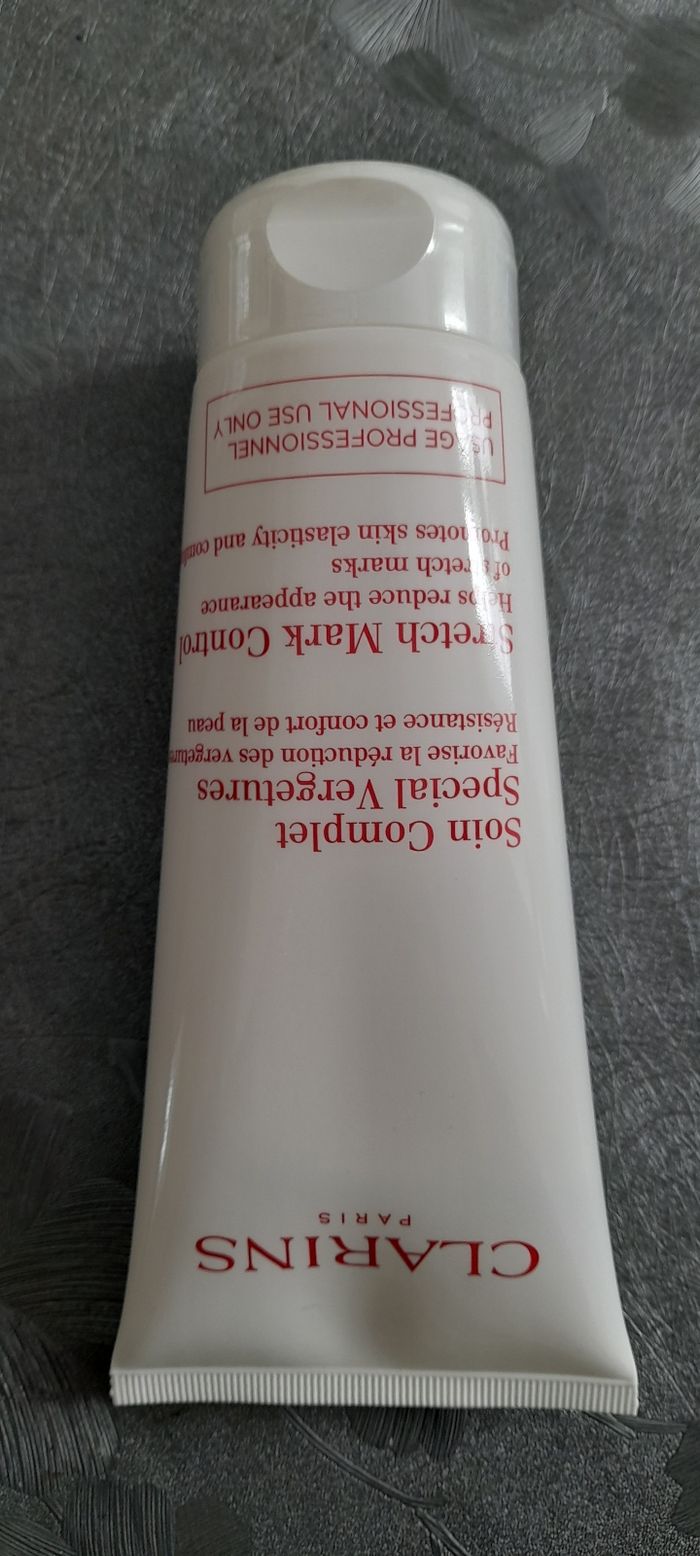 CLARINS
PARIS
Soin Complet
Special Vergetures
Favorise la réduction des vergetures
Résistance et confort de la peau
Stretch Mark Control
Helps reduce the appearance
of stretch marks
Promotes skin elasticity and
USAGE PROFESSIONNEL
PROFESSIONAL USE ONLY